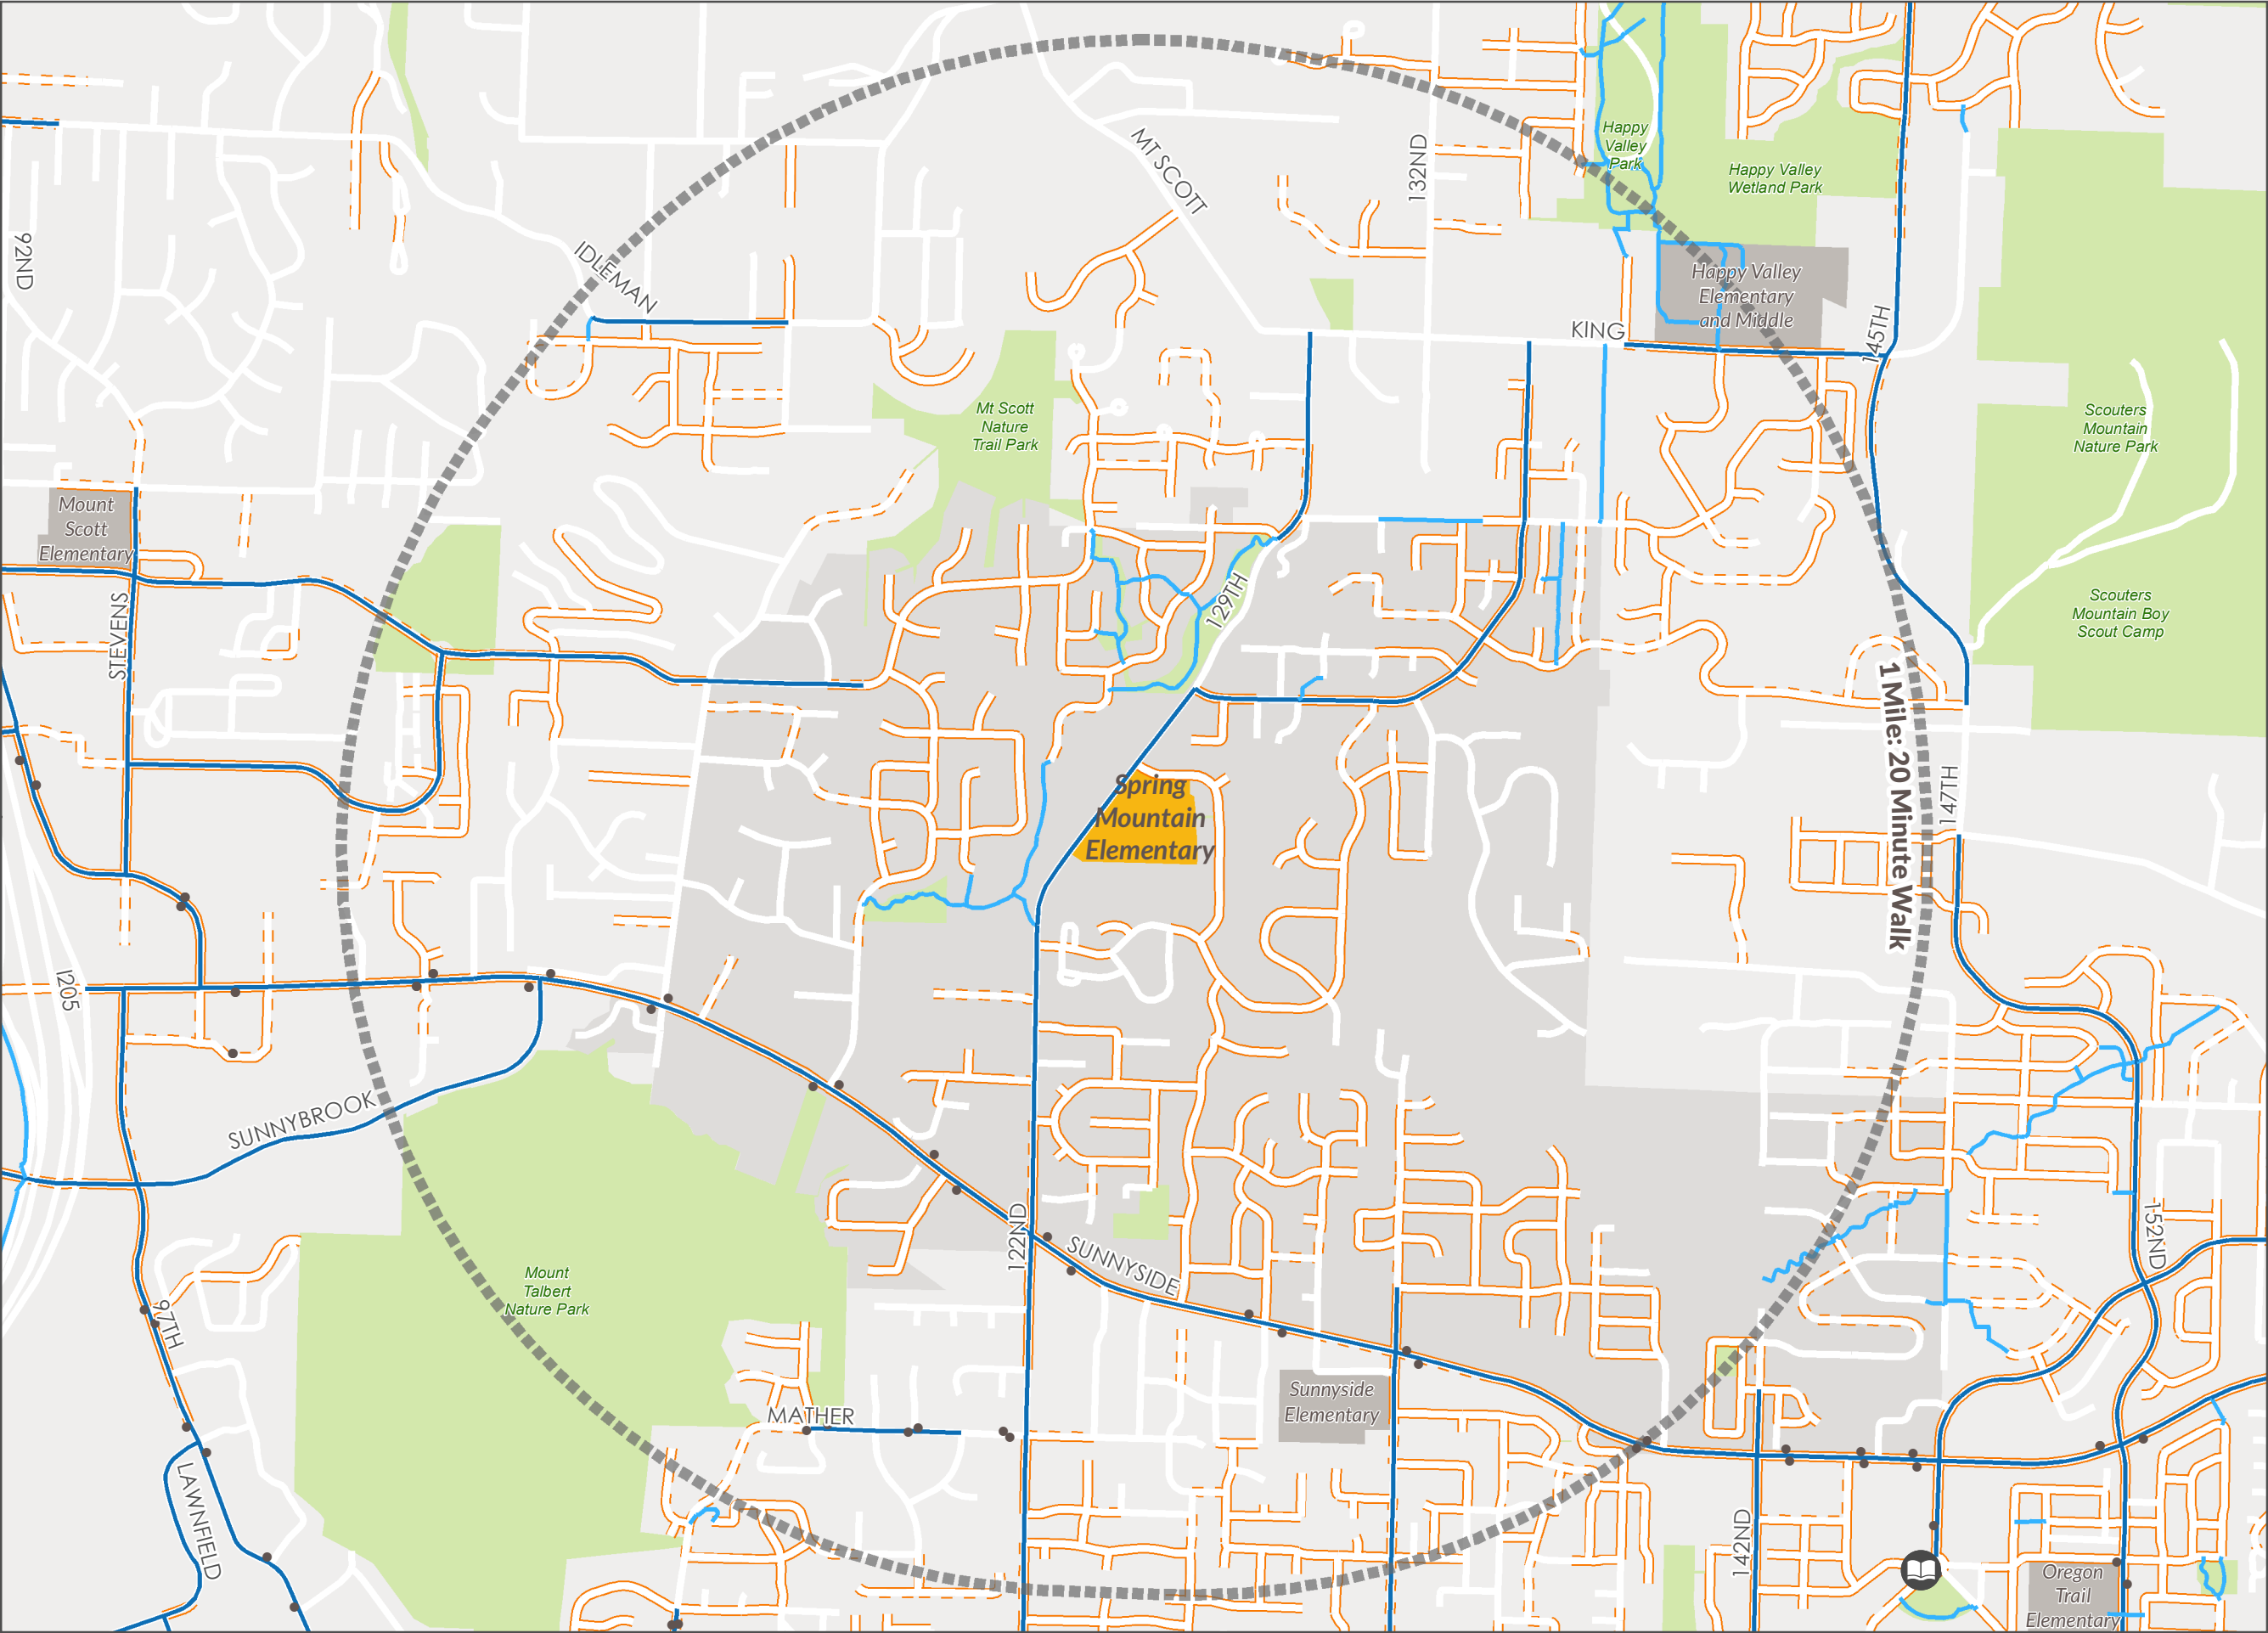 MT SCOTT
132ND
Happy
Valley
Park
Happy Valley
Wetland Park
92ND
IDLEMAN
Happy Valley
Elementary
and Middle
KING
145TH
Mt Scott
Nature
Trail Park
Scouters
Mountain
Nature Park
Mount
Scott
Elementary
129TH
STEVENS
Scouters
Mountain Boy
Scout Camp
1 Mile: 20 Minute Walk
147TH
Spring
Mountain
Elementary
I205
SUNNYBROOK
122ND
SUNNYSIDE
152ND
Mount
Talbert
Nature Park
97TH
Sunnyside
Elementary
MATHER
LAWNFIELD
142ND
Oregon
Trail
Elementary